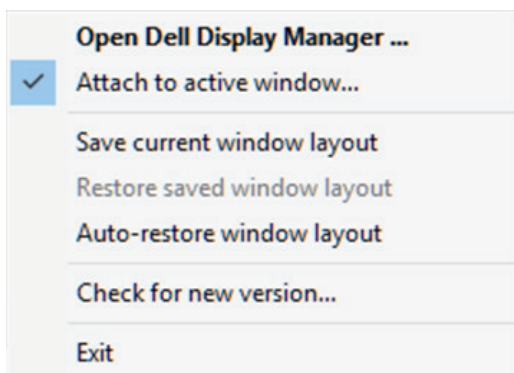 Open Dell Display Manager ...
Attach to active window...
Save current window layout
Restore saved window layout
Auto-restore window layout
Check for new version...
Exit